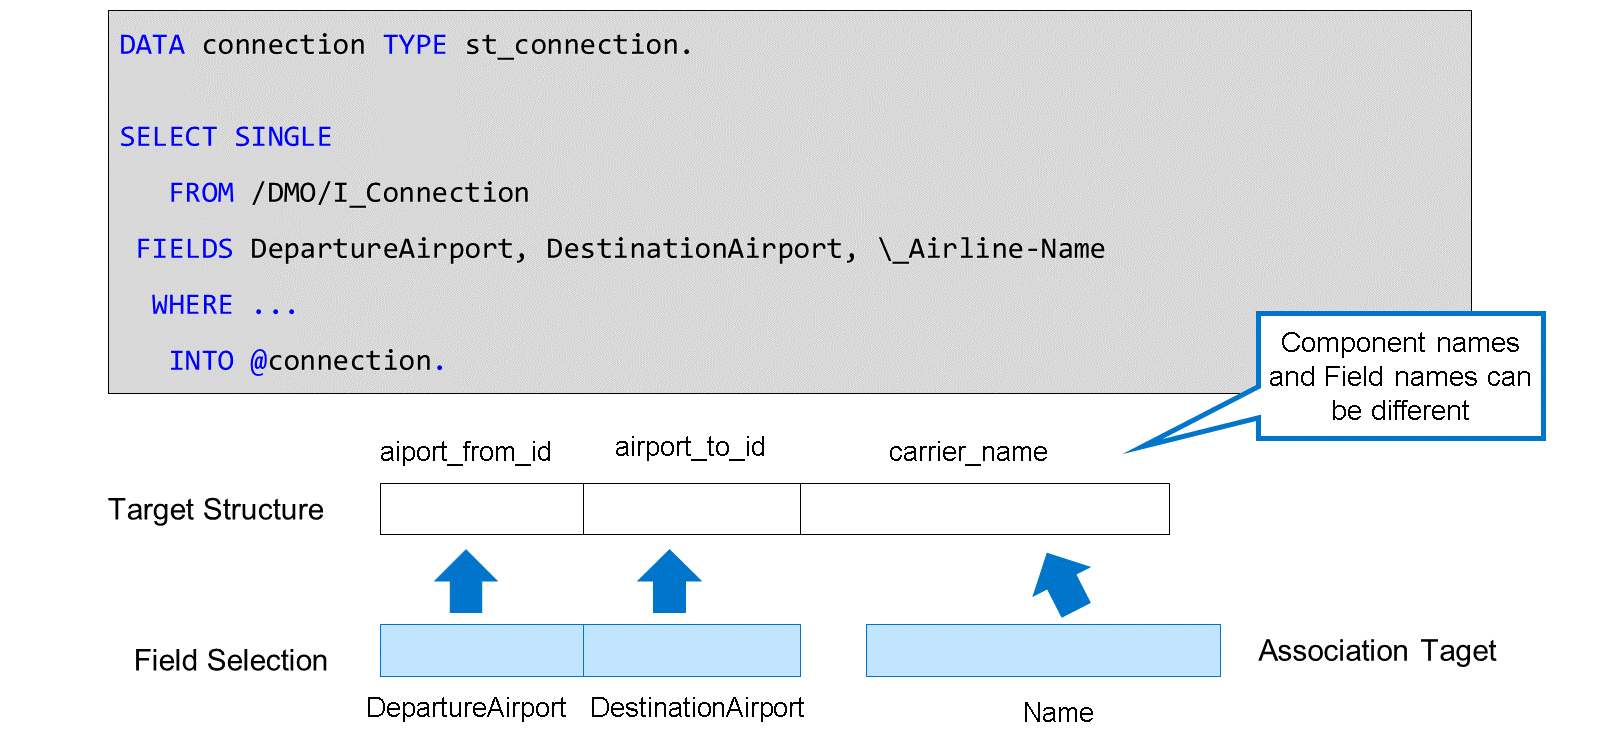 DATA connection TYPE st_connection.
SELECT SINGLE
FROM /DMO/I_Connection
FIELDS DepartureAirport, DestinationAirport, \_Airline-Name
WHERE ...
INTO @connection.
Component names
and Field names can
be different
aiport_from_id
airport_to_id
carrier_name
Target Structure
Field Selection
Association Taget
DepartureAirport
DestinationAirport
Name